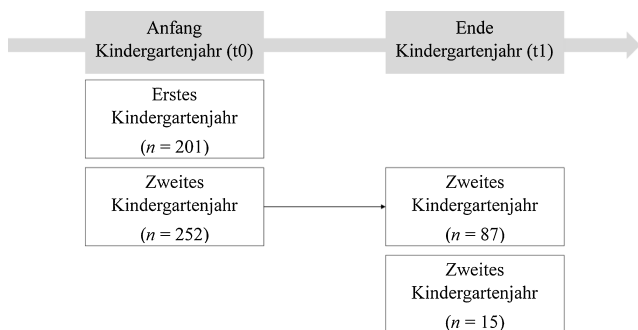 Anfang
Kindergartenjahr (t0)
Ende
Kindergartenjahr (t1)
Erstes
Kindergartenjahr
(n = 201)
Zweites
Kindergartenjahr
(n = 252)
Zweites
Kindergartenjahr
(n = 87)
Zweites
Kindergartenjahr
(n = 15)